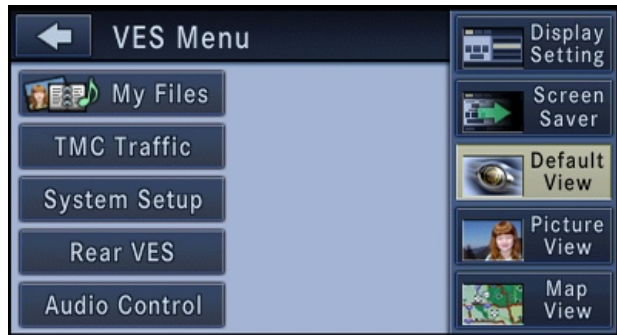 VES Menu
My Files
TMC Traffic
System Setup
Rear VES
Audio Control
Display
Setting
Screen
Saver
Default
View
Picture
View
Map
View